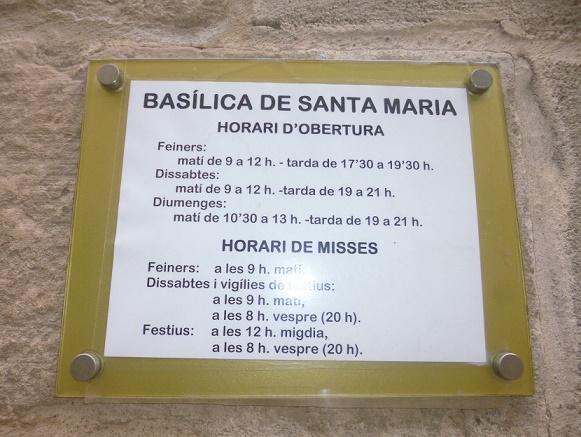 BASÍLICA DE SANTA MARIA
HORARI D'OBERTURA
Feiners:
matí de 9 a 12 h. - tarda de 17'30 a 19'30 h.
Dissabtes:
matí de 9 a 12 h. -tarda de 19 a 21 h.
Diumenges:
matí de 10'30 a 13 h. -tarda de 19 a 21 h.
HORARI DE MISSES
Feiners: a les 9 h. matí,
Dissabtes i vigílies de festius:
a les 9 h. matí,
a les 8 h. vespre (20 h).
Festius: a les 12 h. migdia,
a les 8 h. vespre (20 h).